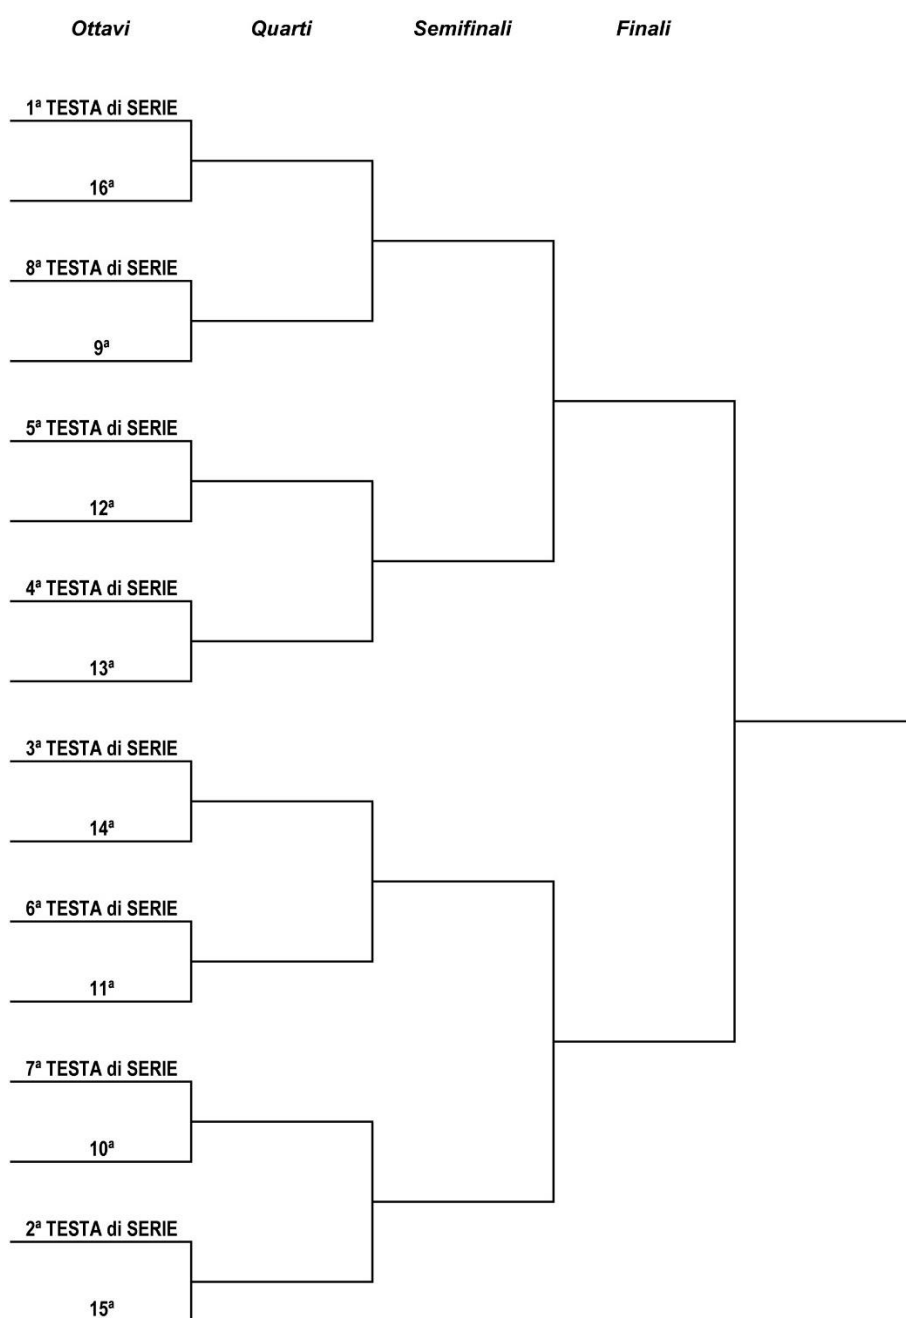 Ottavi Quarti Semifinali Finali
1ª TESTA di SERIE
16ª
8ª TESTA di SERIE
9ª
5ª TESTA di SERIE
12ª
4ª TESTA di SERIE
13ª
3ª TESTA di SERIE
14ª
6ª TESTA di SERIE
11ª
7ª TESTA di SERIE
10ª
2ª TESTA di SERIE
15ª